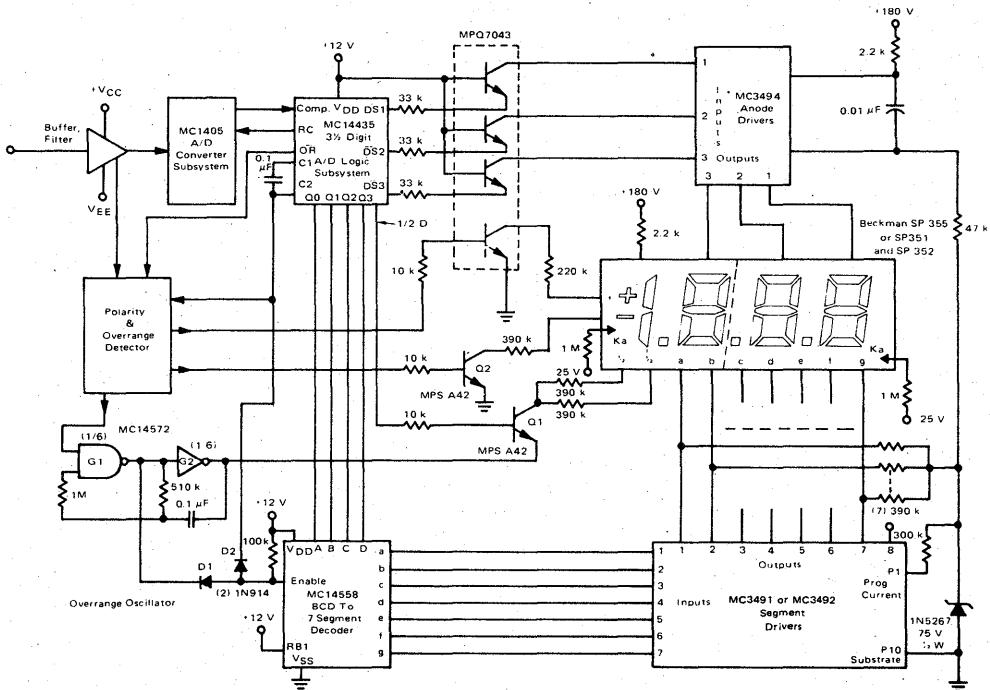 +180 V
MPQ7043
+12 V
2.2 k
1
MC3494
Anode
Drivers
Inputs
2
3
Outputs
3
2
1
0.01 μF
+VCC
Buffer,
Filter
VEE
MC1405
A/D
Converter
Subsystem
Comp. VDD DS1
RC
MC14435
3½ Digit
OR
DS2
C1 A/D Logic
Subsystem
C2
DS3
Q0 Q1 Q2 Q3
0.1
μF
33 k
33 k
33 k
1/2 D
+180 V
2.2 k
Beckman SP 355
or SP351
and SP 352
47 k
10 k
220 k
Polarity
&
Overrange
Detector
+
−
1.8 8.8
Ka
Ka
a b c d e f g
1 M
25 V
390 k
390 k
390 k
1 M
25 V
10 k
Q2
MPS A42
10 k
Q1
MPS A42
MC14572
(1/6)
G1
(1 6)
G2
1M
510 k
0.1 μF
(7) 390 k
300 k
+12 V
100k
D2
D1
(2) 1N914
Overrange Oscillator
VDD A B C D
Enable
MC14558
BCD To
7 Segment
Decoder
RB1
VSS
+12 V
a
b
c
d
e
f
g
1
2
3
4
5
6
7
1 2 3 4 5 6 7 8
Outputs
Inputs
MC3491 or MC3492
Segment
Drivers
P1
Prog
Current
P10
Substrate
1N5267
75 V
½ W